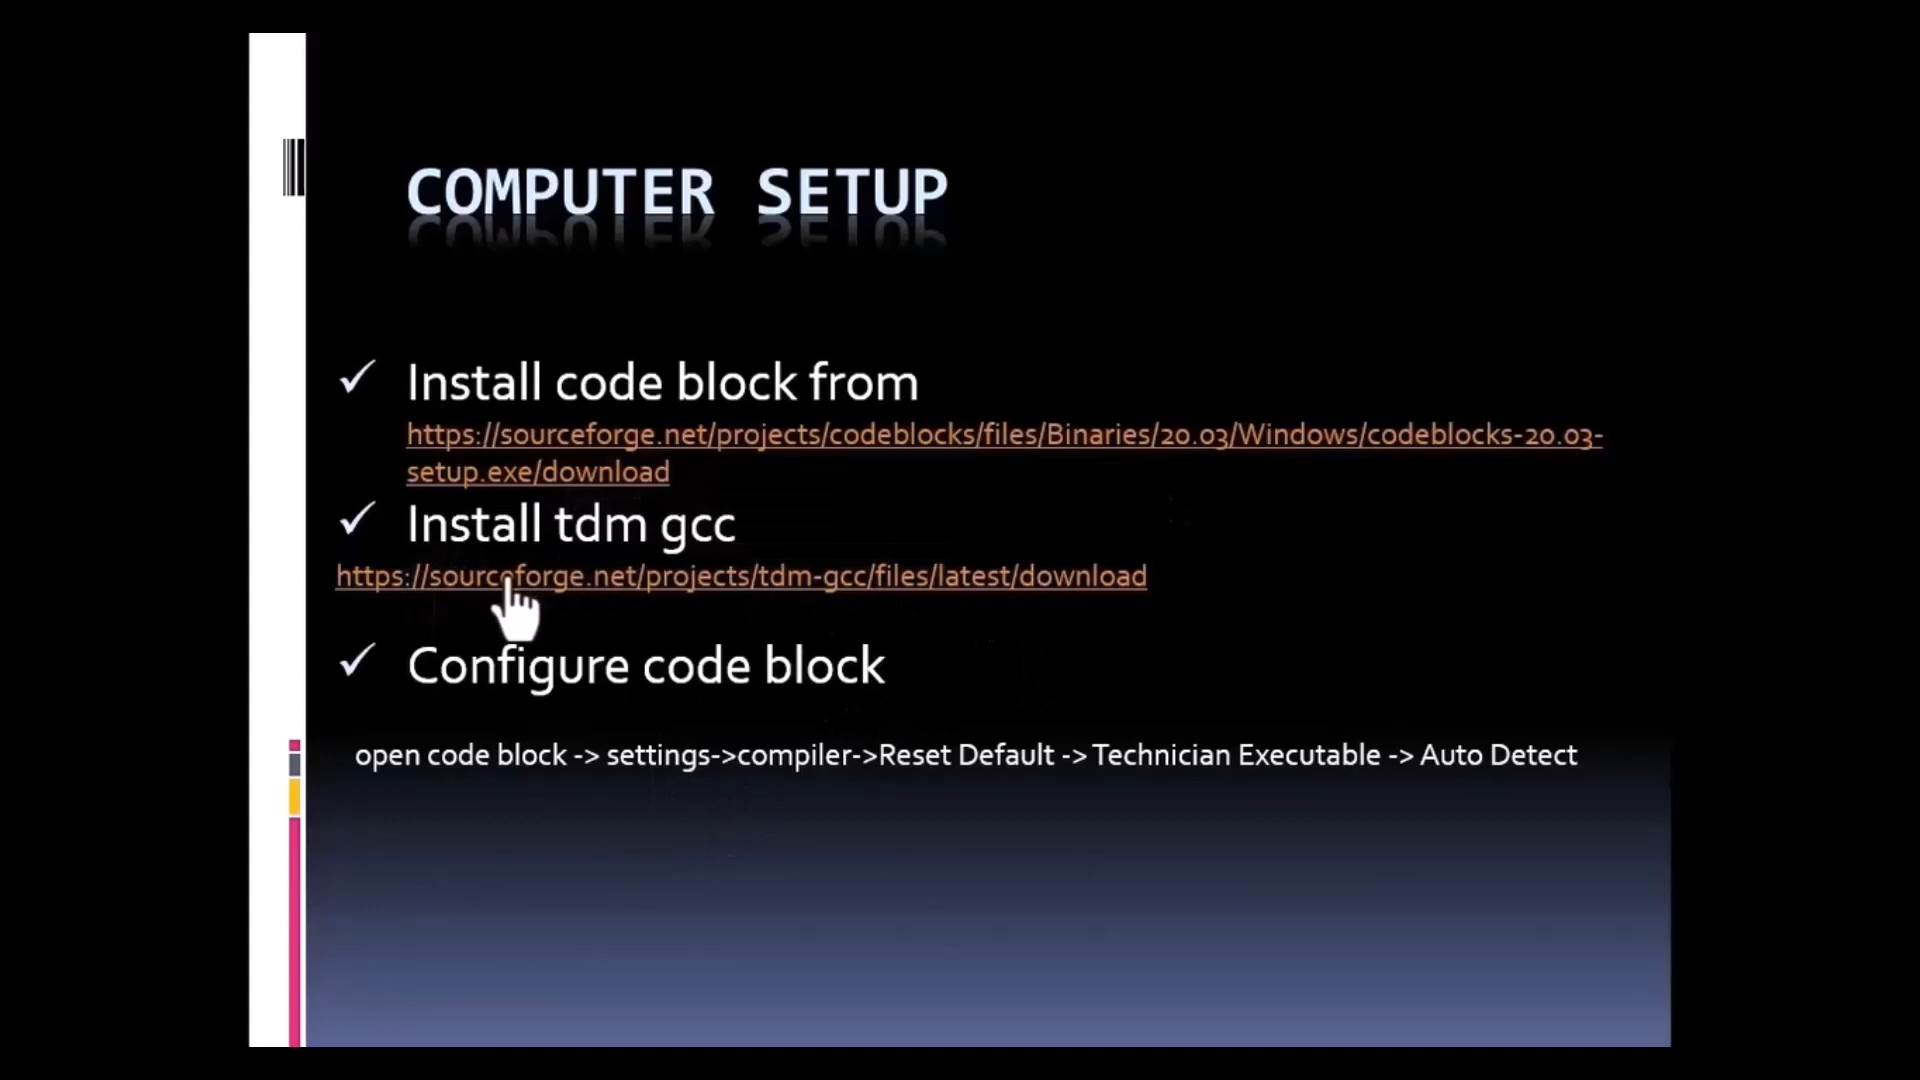 COMPUTER SETUP
✓ Install code block from
https://sourceforge.net/projects/codeblocks/files/Binaries/20.03/Windows/codeblocks-20.03-
setup.exe/download
✓ Install tdm gcc
https://sourceforge.net/projects/tdm-gcc/files/latest/download
✓ Configure code block
open code block -> settings->compiler->Reset Default -> Technician Executable -> Auto Detect